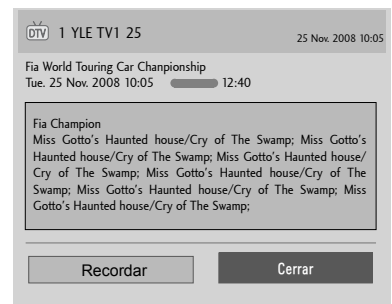 DTV 1 YLE TV1 25 25 Nov. 2008 10:05
Fia World Touring Car Chanpionship
Tue. 25 Nov. 2008 10:05 12:40
Fia Champion
Miss Gotto's Haunted house/Cry of The Swamp; Miss Gotto's
Haunted house/Cry of The Swamp; Miss Gotto's Haunted house/
Cry of The Swamp; Miss Gotto's Haunted house/Cry of The
Swamp; Miss Gotto's Haunted house/Cry of The Swamp; Miss
Gotto's Haunted house/Cry of The Swamp;
Recordar Cerrar